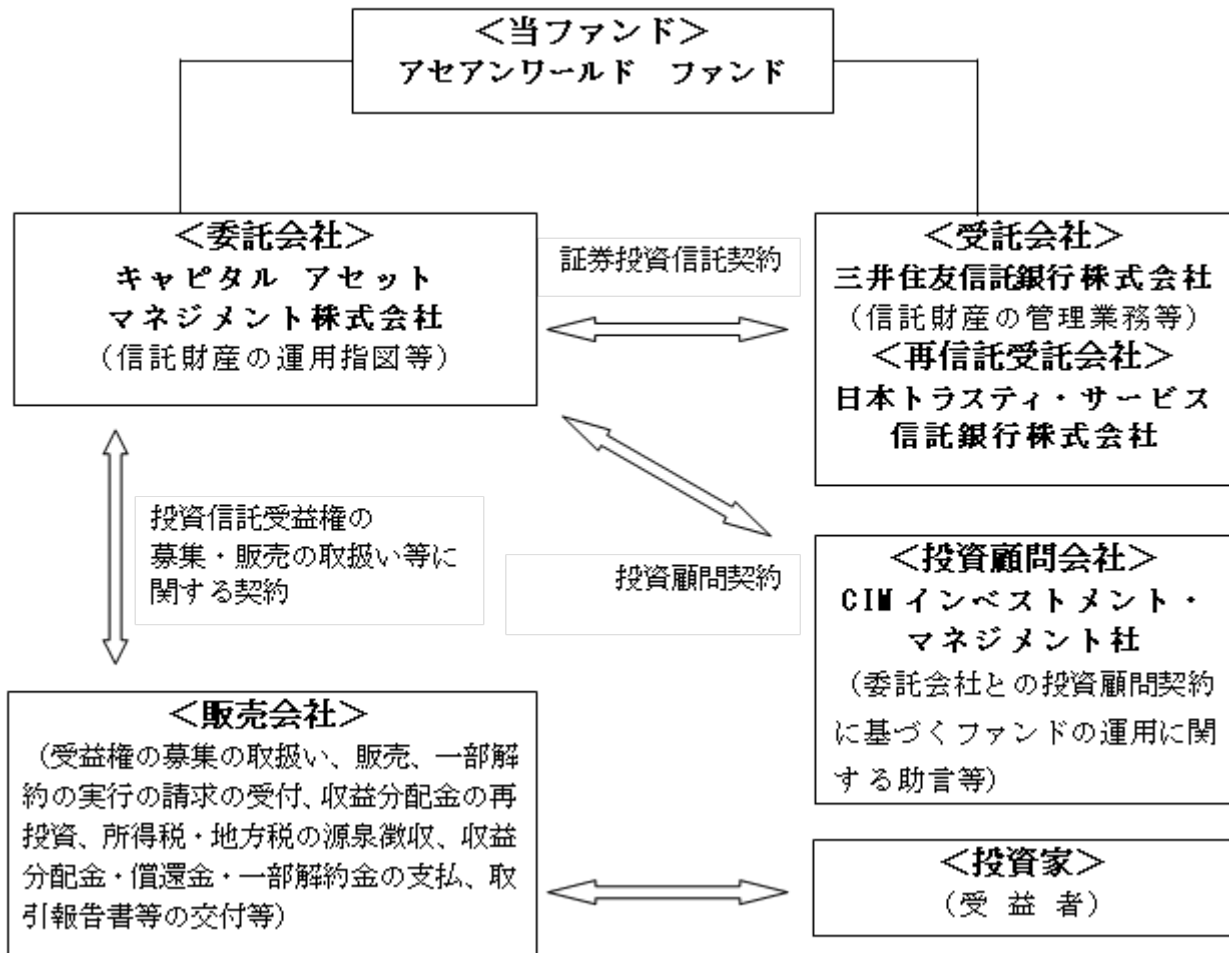 ＜当ファンド＞
アセアンワールド　ファンド
＜委託会社＞
キャピタル アセット
マネジメント株式会社
（信託財産の運用指図等）
証券投資信託契約
＜受託会社＞
三井住友信託銀行株式会社
（信託財産の管理業務等）
＜再信託受託会社＞
日本トラスティ・サービス
信託銀行株式会社
投資信託受益権の
募集・販売の取扱い等に
関する契約
投資顧問契約
＜投資顧問会社＞
CIMインベストメント・
マネジメント社
（委託会社との投資顧問契約
に基づくファンドの運用に関
する助言等）
＜販売会社＞
（受益権の募集の取扱い、販売、一部解
約の実行の請求の受付、収益分配金の再
投資、所得税・地方税の源泉徴収、収益
分配金・償還金・一部解約金の支払、取
引報告書等の交付等）
＜投資家＞
（受 益 者）